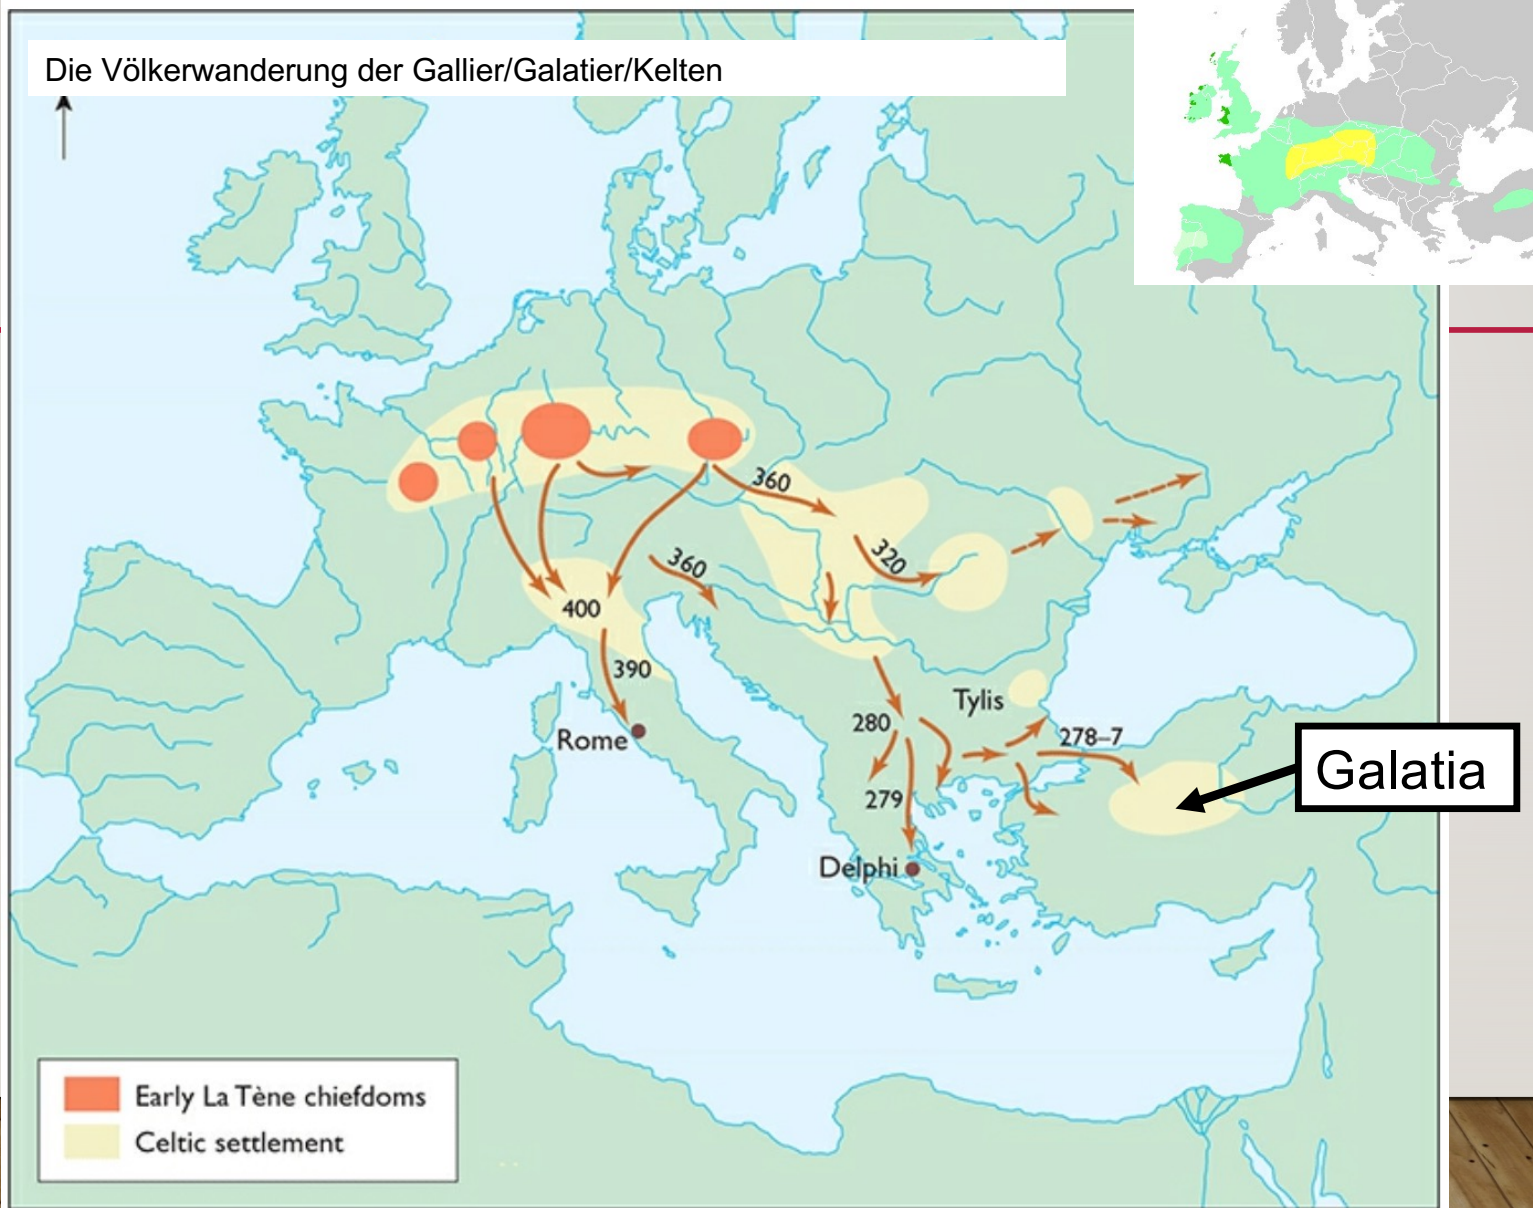 Die Völkerwanderung der Gallier/Galatier/Kelten
360
320
360
400
390
Tylis
280
278–7
Rome
Galatia
279
Delphi
Early La Tène chiefdoms
Celtic settlement